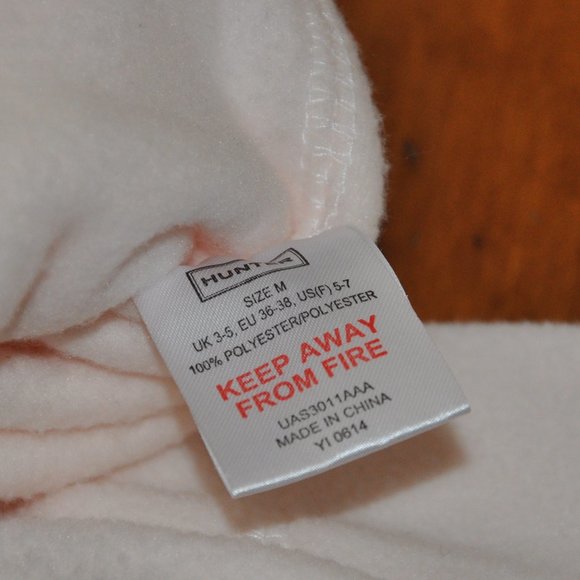 HUNTER
SIZE M
UK 3-5, EU 36-38, US(F) 5-7
100% POLYESTER/POLYESTER
KEEP AWAY
FROM FIRE
UAS3011AAA
MADE IN CHINA
YI 0614